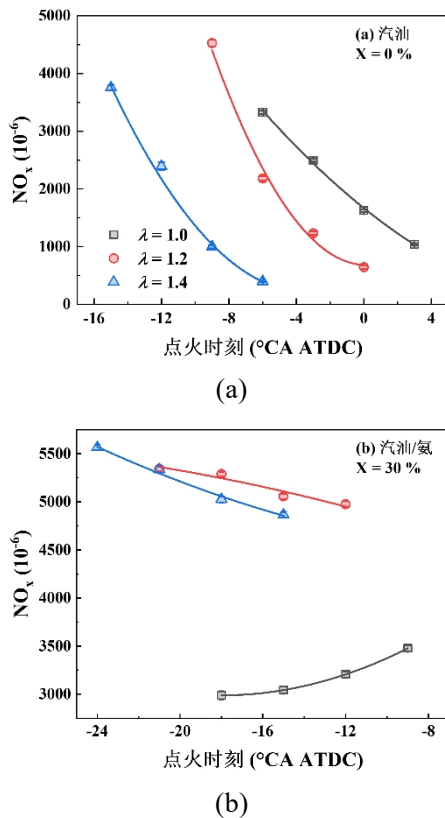 (a) 汽油
X = 0 %
NOₓ (10⁻⁶)
5000
4000
3000
2000
1000
0
λ = 1.0
λ = 1.2
λ = 1.4
-16
-12
-8
-4
0
4
点火时刻 (°CA ATDC)
(a)
(b) 汽油/氨
X = 30 %
NOₓ (10⁻⁶)
5500
5000
4500
4000
3500
3000
-24
-20
-16
-12
-8
点火时刻 (°CA ATDC)
(b)